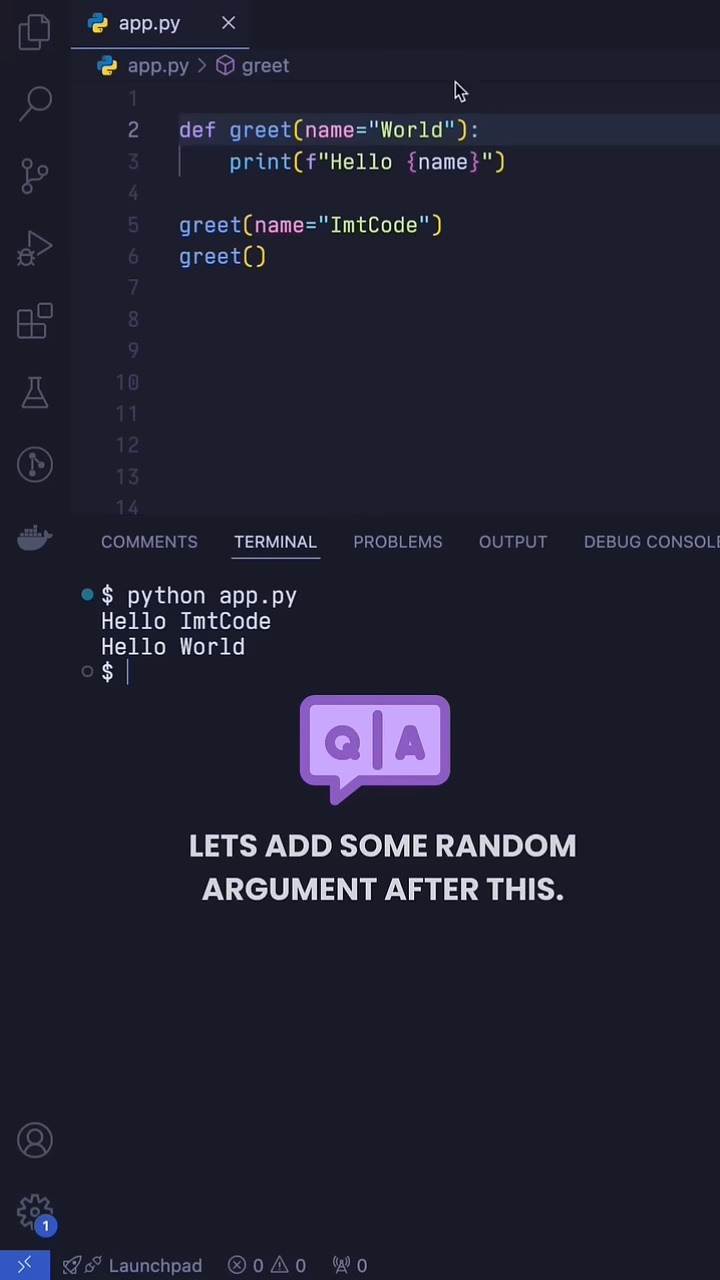 app.py
app.py > greet
1
2 def greet(name="World"):
3     print(f"Hello {name}")
4
5 greet(name="ImtCode")
6 greet()
7
8
9
10
11
12
13
14
COMMENTS TERMINAL PROBLEMS OUTPUT DEBUG CONSOLE
$ python app.py
Hello ImtCode
Hello World
$
Q|A
LETS ADD SOME RANDOM
ARGUMENT AFTER THIS.
1
Launchpad 0 0 0